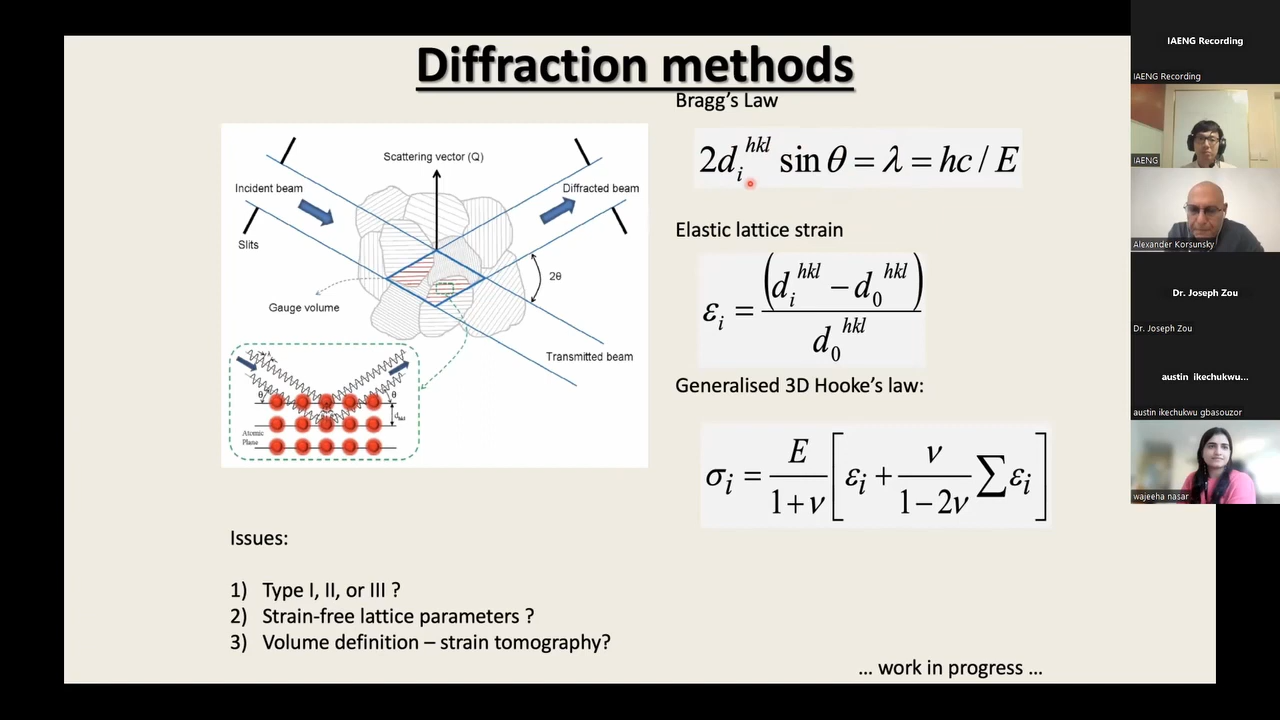 Diffraction methods
Bragg's Law
2d_i^{hkl} sin θ = λ = hc / E
Scattering vector (Q)
Incident beam
Diffracted beam
Slits
2θ
Gauge volume
Transmitted beam
θ
θ
d_{hkl}
Atomic
Plane
Elastic lattice strain
ε_i = (d_i^{hkl} − d_0^{hkl}) / d_0^{hkl}
Generalised 3D Hooke's law:
σ_i = E / (1+ν) [ε_i + ν / (1−2ν) ∑ε_i]
Issues:
1) Type I, II, or III ?
2) Strain-free lattice parameters ?
3) Volume definition – strain tomography?
... work in progress ...
IAENG Recording
IAENG Recording
IAENG
Alexander Korsunsky
Dr. Joseph Zou
Dr. Joseph Zou
austin ikechukwu...
austin ikechukwu gbasouzor
wajeeha nasar